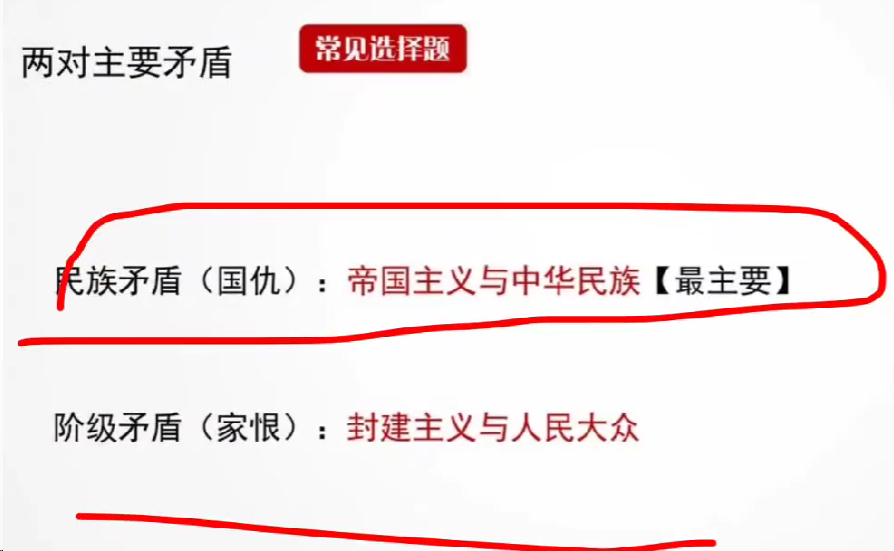 两对主要矛盾
常见选择题
民族矛盾（国仇）：帝国主义与中华民族【最主要】
阶级矛盾（家恨）：封建主义与人民大众